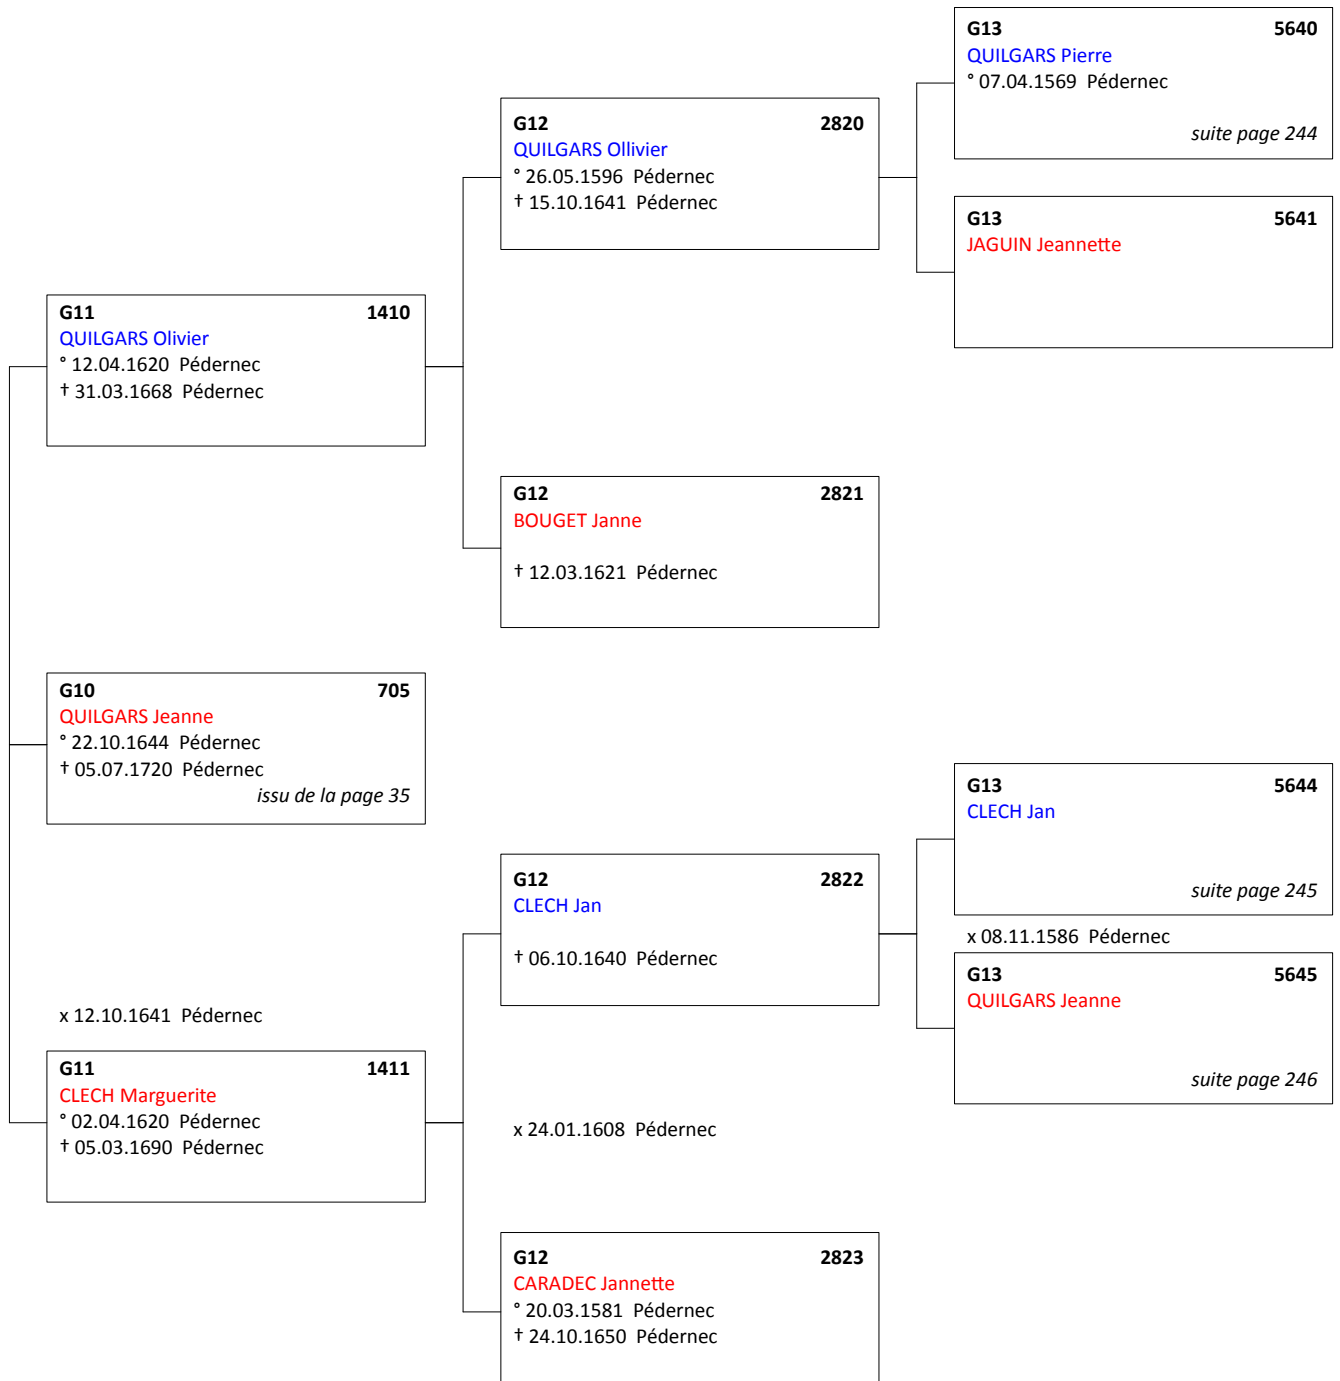 G13 5640
QUILGARS Pierre
° 07.04.1569 Pédernec
suite page 244
G12 2820
QUILGARS Ollivier
° 26.05.1596 Pédernec
† 15.10.1641 Pédernec
G13 5641
JAGUIN Jeannette
G11 1410
QUILGARS Olivier
° 12.04.1620 Pédernec
† 31.03.1668 Pédernec
G12 2821
BOUGET Janne
† 12.03.1621 Pédernec
G10 705
QUILGARS Jeanne
° 22.10.1644 Pédernec
† 05.07.1720 Pédernec
issu de la page 35
G13 5644
CLECH Jan
suite page 245
G12 2822
CLECH Jan
† 06.10.1640 Pédernec
x 08.11.1586 Pédernec
G13 5645
QUILGARS Jeanne
suite page 246
x 12.10.1641 Pédernec
G11 1411
CLECH Marguerite
° 02.04.1620 Pédernec
† 05.03.1690 Pédernec
x 24.01.1608 Pédernec
G12 2823
CARADEC Jannette
° 20.03.1581 Pédernec
† 24.10.1650 Pédernec